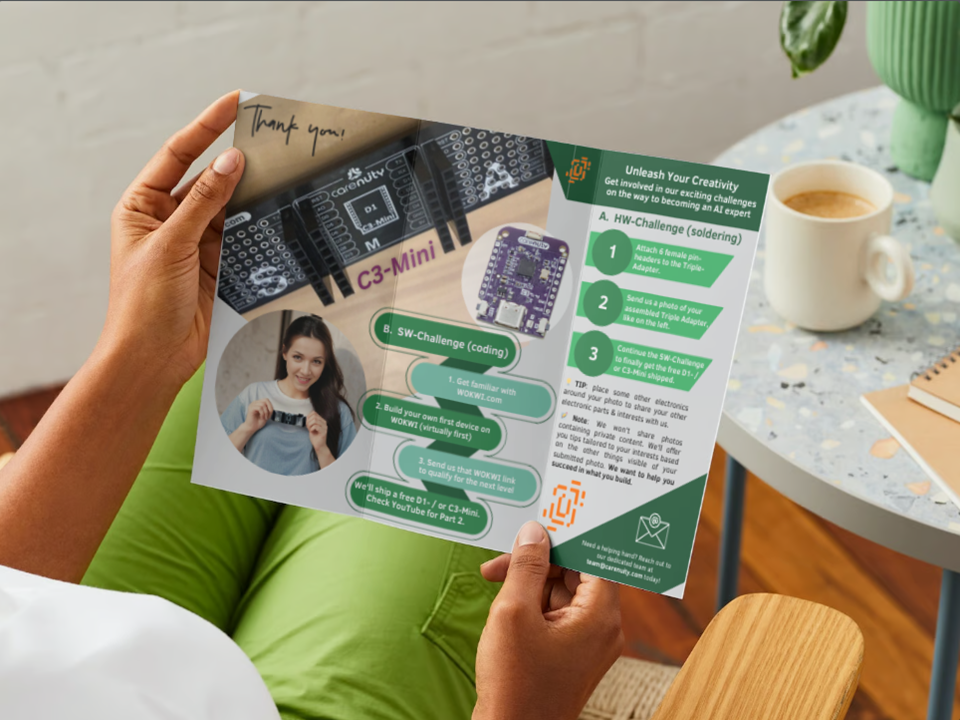 Thank you!
.com
carenuity
D1
C3-Mini
M
C3-Mini
carenuity
B. SW-Challenge (coding)
1. Get familiar with
WOKWI.com
2. Build your own first device on
WOKWI (virtually first)
3. Send us that WOKWI link
to qualify for the next level
We'll ship a free D1- / or C3-Mini.
Check YouTube for Part 2.
Unleash Your Creativity
Get involved in our exciting challenges
on the way to becoming an AI expert
A. HW-Challenge (soldering)
1
Attach 6 female pin-
headers to the Triple-
Adapter.
2
Send us a photo of your
assembled Triple Adapter,
like on the left.
3
Continue the SW-Challenge
to finally get the free D1- /
or C3-Mini shipped.
TIP: place some other electronics
around your photo to share your other
electronic parts & interests with us.
Note: We won't share photos
containing private content. We'll offer
you tips tailored to your interests based
on the other things visible of your
submitted photo. We want to help you
succeed in what you build.
Need a helping hand? Reach out to
our dedicated team at
team@carenuity.com today!